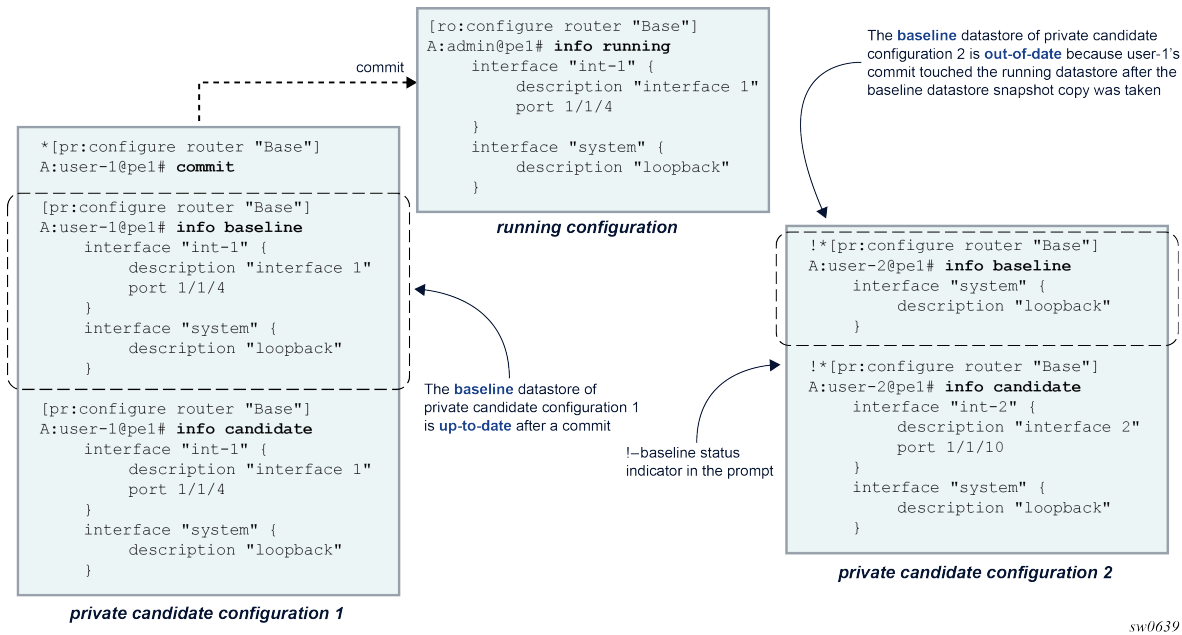 [ro:configure router "Base"]
A:admin@pe1# info running
interface "int-1" {
description "interface 1"
port 1/1/4
}
interface "system" {
description "loopback"
}
running configuration
commit
*[pr:configure router "Base"]
A:user-1@pe1# commit
[pr:configure router "Base"]
A:user-1@pe1# info baseline
interface "int-1" {
description "interface 1"
port 1/1/4
}
interface "system" {
description "loopback"
}
[pr:configure router "Base"]
A:user-1@pe1# info candidate
interface "int-1" {
description "interface 1"
port 1/1/4
}
interface "system" {
description "loopback"
}
private candidate configuration 1
The baseline datastore of
private candidate configuration 1
is up-to-date after a commit
The baseline datastore of private candidate
configuration 2 is out-of-date because user-1's
commit touched the running datastore after the
baseline datastore snapshot copy was taken
!*[pr:configure router "Base"]
A:user-2@pe1# info baseline
interface "system" {
description "loopback"
}
!*[pr:configure router "Base"]
A:user-2@pe1# info candidate
interface "int-2" {
description "interface 2"
port 1/1/10
}
interface "system" {
description "loopback"
}
private candidate configuration 2
!–baseline status
indicator in the prompt
sw0639